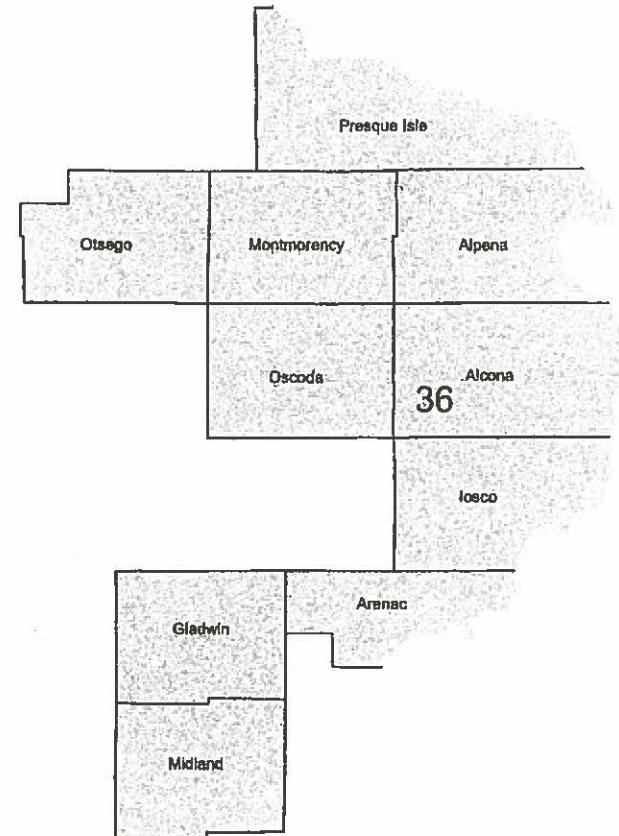 Presque Isle
Otsego
Montmorency
Alpena
Oscoda
Alcona
36
Iosco
Arenac
Gladwin
Midland